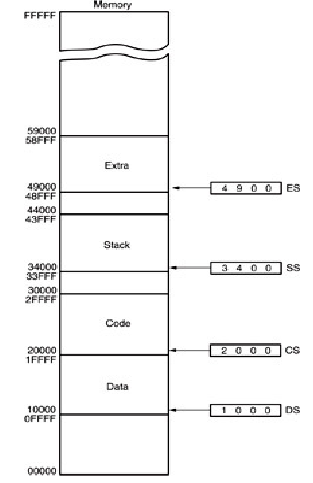 Memory
FFFFF
59000
58FFF
Extra
49000
48FFF
4 9 0 0 ES
44000
43FFF
Stack
34000
33FFF
3 4 0 0 SS
30000
2FFFF
Code
20000
1FFFF
2 0 0 0 CS
Data
10000
0FFFF
1 0 0 0 DS
00000